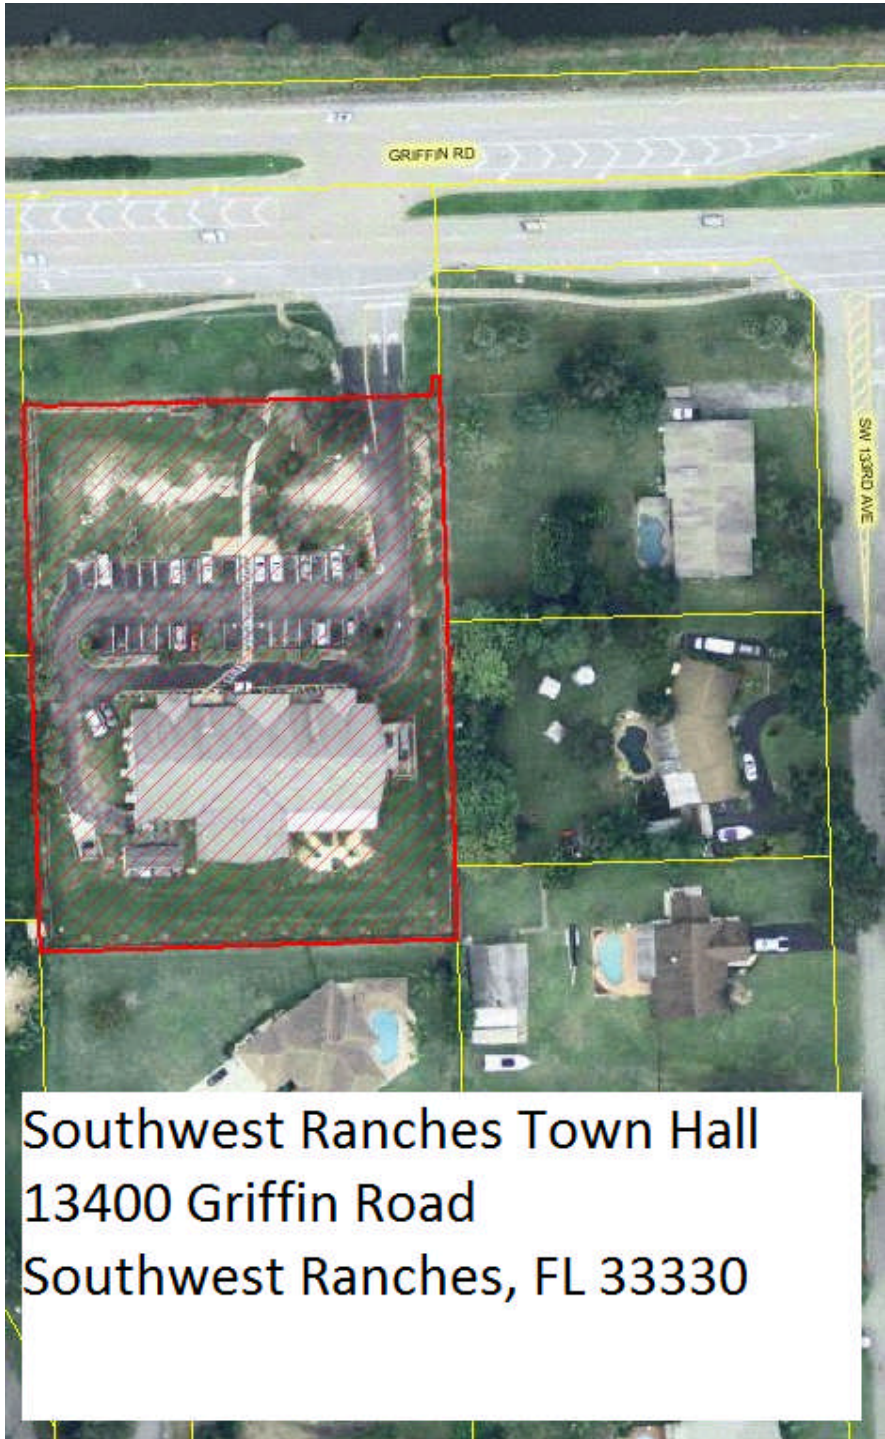 GRIFFIN RD
SW 133RD AVE
Southwest Ranches Town Hall
13400 Griffin Road
Southwest Ranches, FL 33330